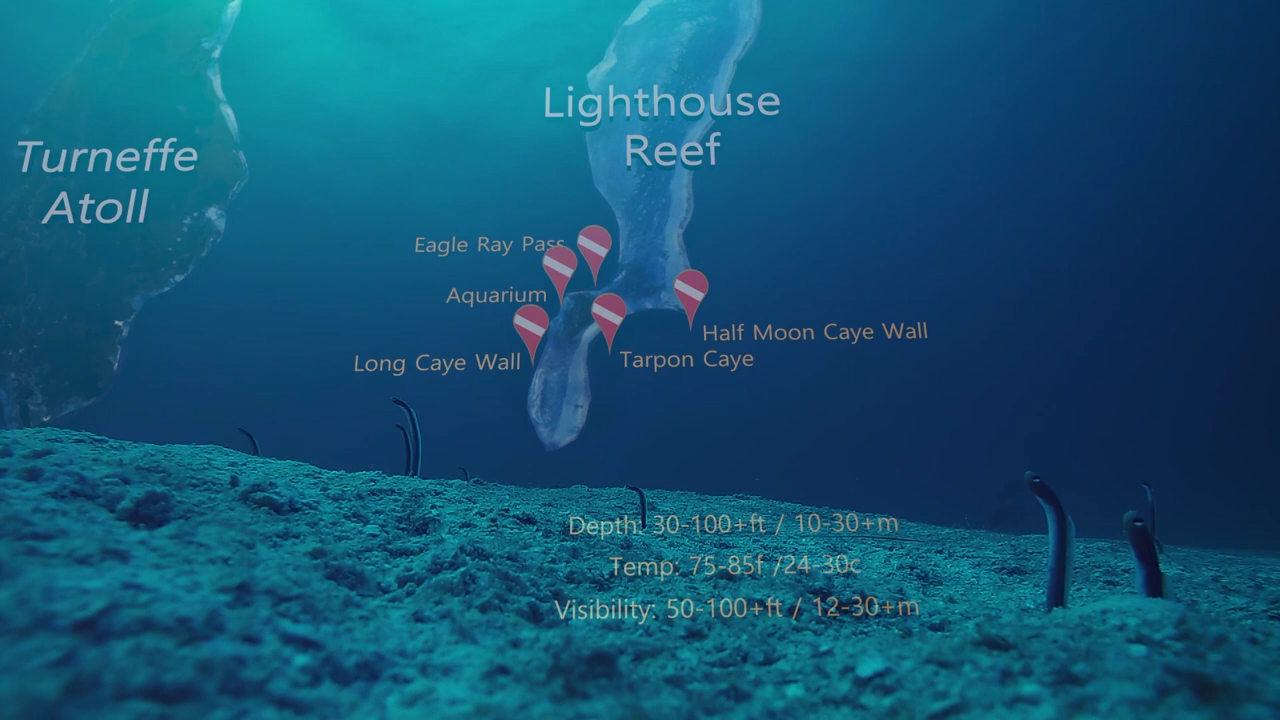 Lighthouse
Reef
Turneffe
Atoll
Eagle Ray Pass
Aquarium
Half Moon Caye Wall
Long Caye Wall
Tarpon Caye
Depth: 30-100+ft / 10-30+m
Temp: 75-85f /24-30c
Visibility: 50-100+ft / 12-30+m